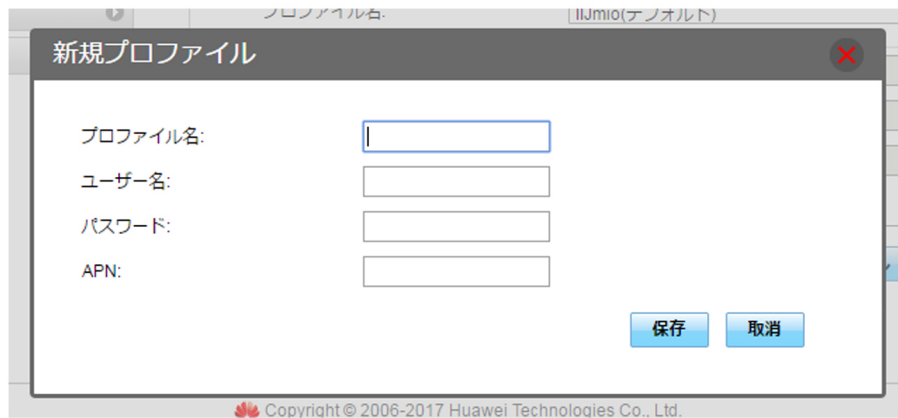 プロファイル名: IIJmio(デフォルト)
新規プロファイル
プロファイル名:
ユーザー名:
パスワード:
APN:
保存 取消
Copyright © 2006-2017 Huawei Technologies Co., Ltd.